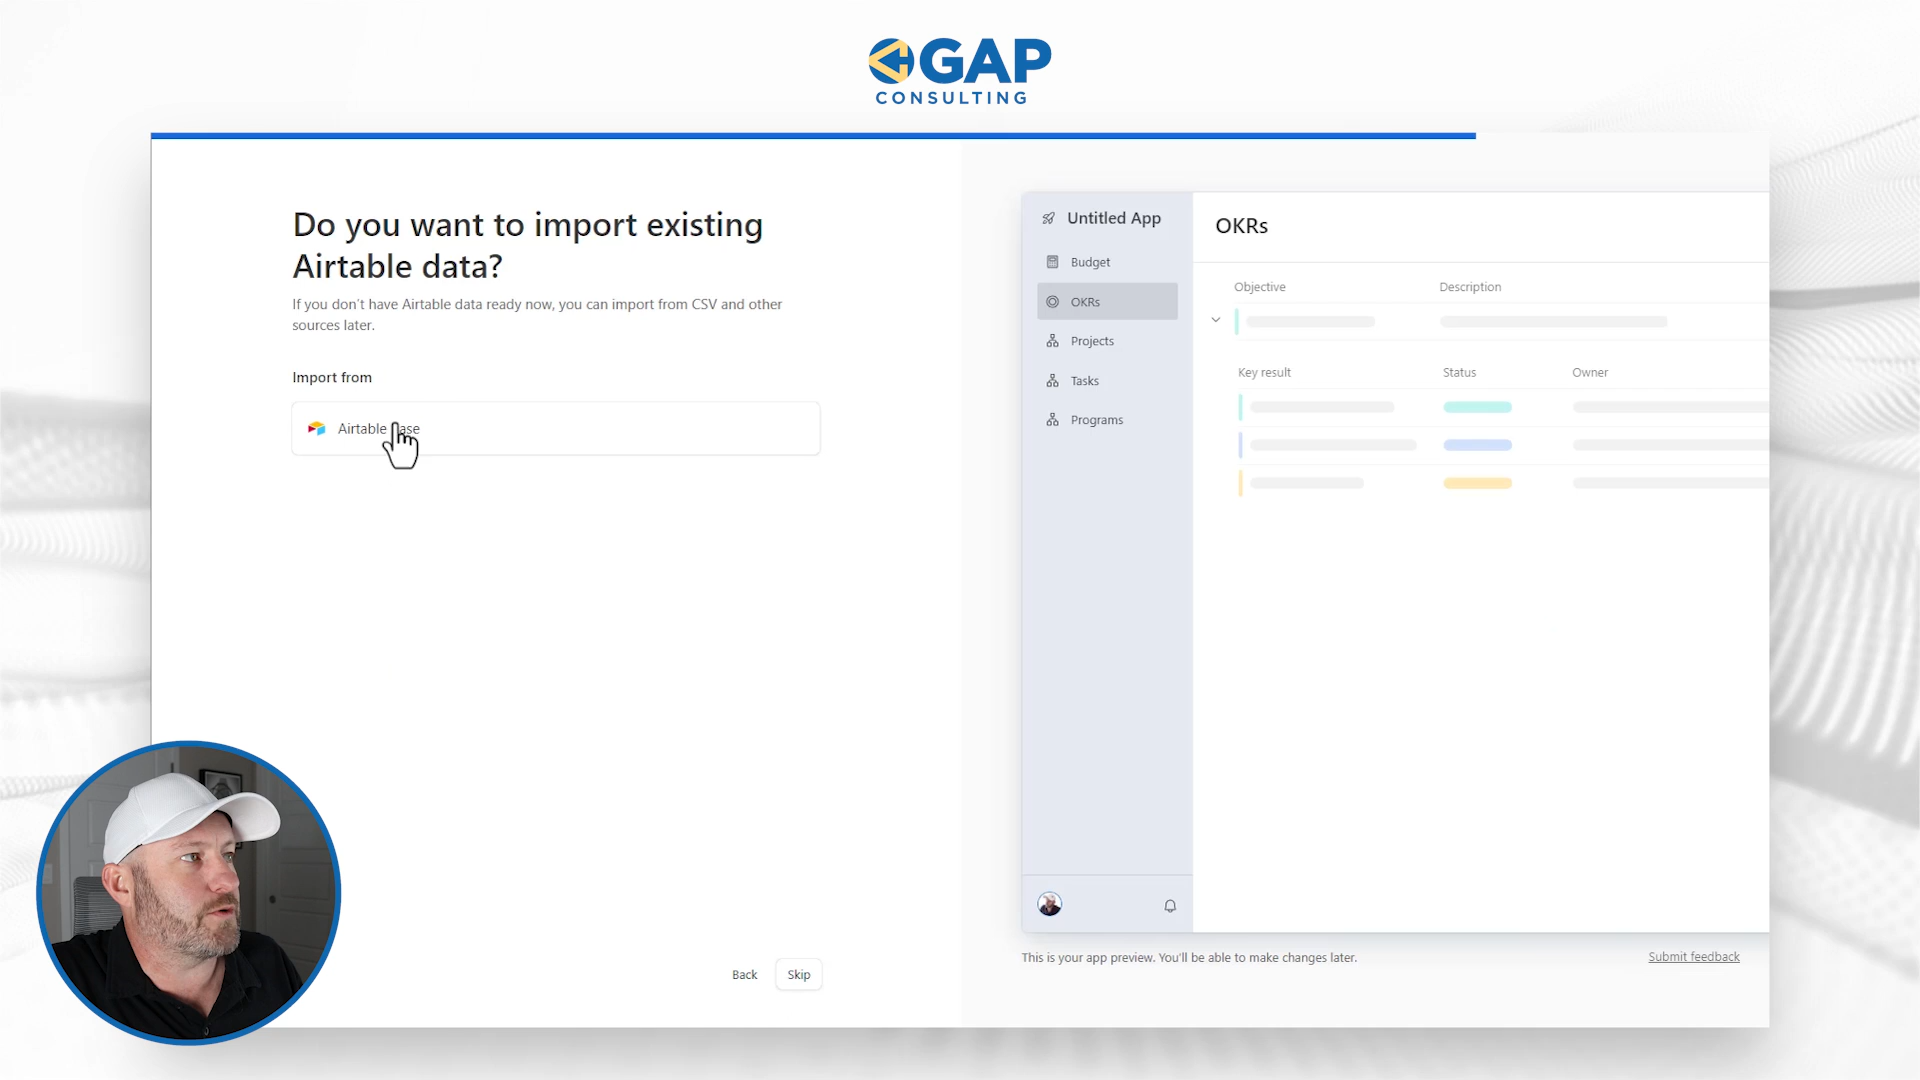 GAP
CONSULTING
Do you want to import existing
Airtable data?
If you don't have Airtable data ready now, you can import from CSV and other
sources later.
Import from
Airtable base
Back
Skip
Untitled App
Budget
OKRs
Projects
Tasks
Programs
OKRs
Objective
Description
Key result
Status
Owner
This is your app preview. You'll be able to make changes later.
Submit feedback